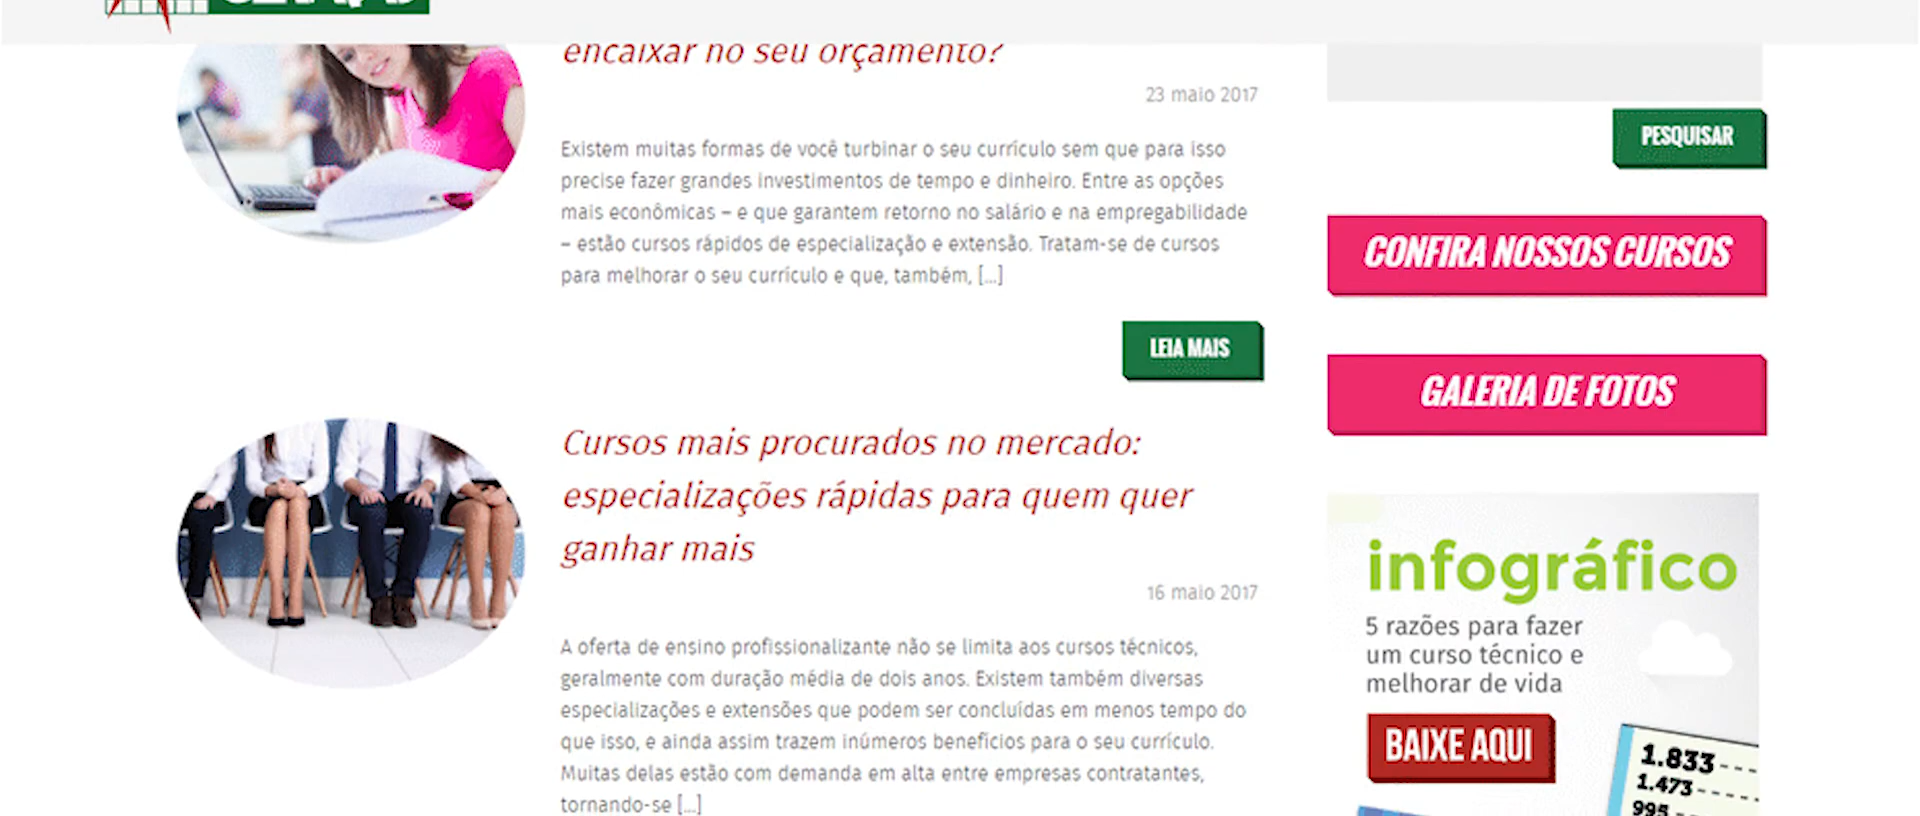 encaixar no seu orçamento?
23 maio 2017
Existem muitas formas de você turbinar o seu currículo sem que para isso
precise fazer grandes investimentos de tempo e dinheiro. Entre as opções
mais econômicas – e que garantem retorno no salário e na empregabilidade
– estão cursos rápidos de especialização e extensão. Tratam-se de cursos
para melhorar o seu currículo e que, também, [...]
LEIA MAIS
Cursos mais procurados no mercado:
especializações rápidas para quem quer
ganhar mais
16 maio 2017
A oferta de ensino profissionalizante não se limita aos cursos técnicos,
geralmente com duração média de dois anos. Existem também diversas
especializações e extensões que podem ser concluídas em menos tempo do
que isso, e ainda assim trazem inúmeros benefícios para o seu currículo.
Muitas delas estão com demanda em alta entre empresas contratantes,
tornando-se [...]
PESQUISAR
CONFIRA NOSSOS CURSOS
GALERIA DE FOTOS
infográfico
5 razões para fazer
um curso técnico e
melhorar de vida
BAIXE AQUI
1.833
1.473
995